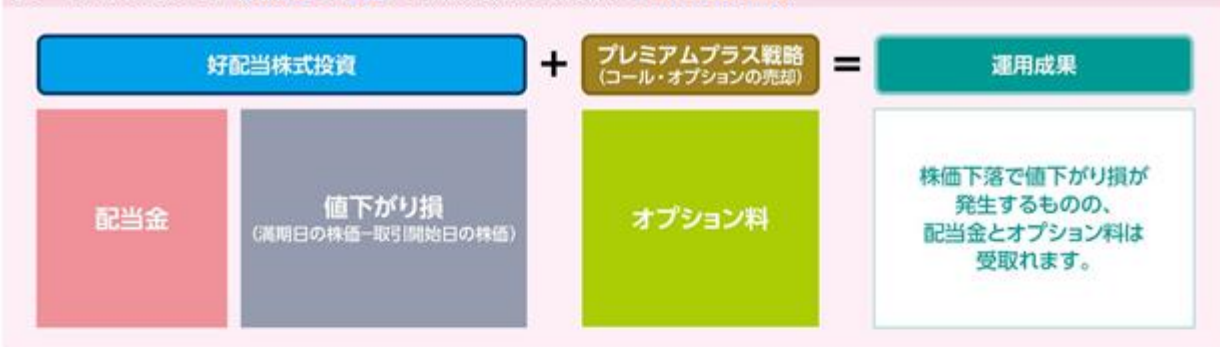 好配当株式投資
+
プレミアムプラス戦略
(コール・オプションの売却)
=
運用成果
配当金
値下がり損
(満期日の株価-取引開始日の株価)
オプション料
株価下落で値下がり損が
発生するものの、
配当金とオプション料は
受取れます。